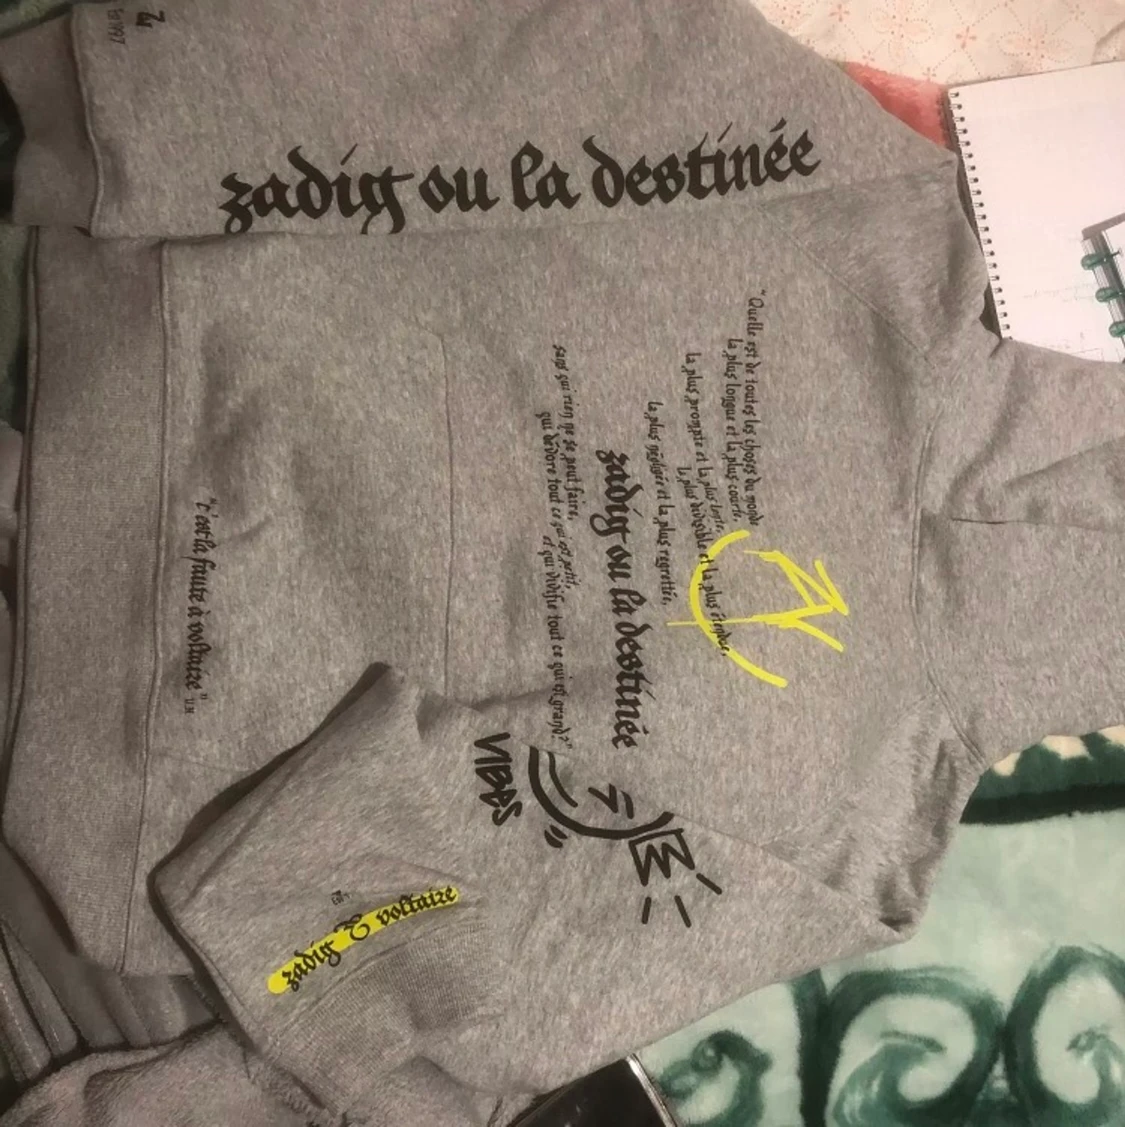 Zv
zadig ou la destinée
"Quelle est de toutes les choses du monde
la plus longue et la plus courte,
la plus prompte et la plus lente,
la plus divisible et la plus étendue,
la plus négligée et la plus regrettée,
zadig ou la destinée
sans qui rien ne se peut faire,
qui dévore tout ce qui est petit,
et qui vivifie tout ce qui est grand?"
"c'est la faute à voltaire"
VIBES
zadig & voltaire
ZV